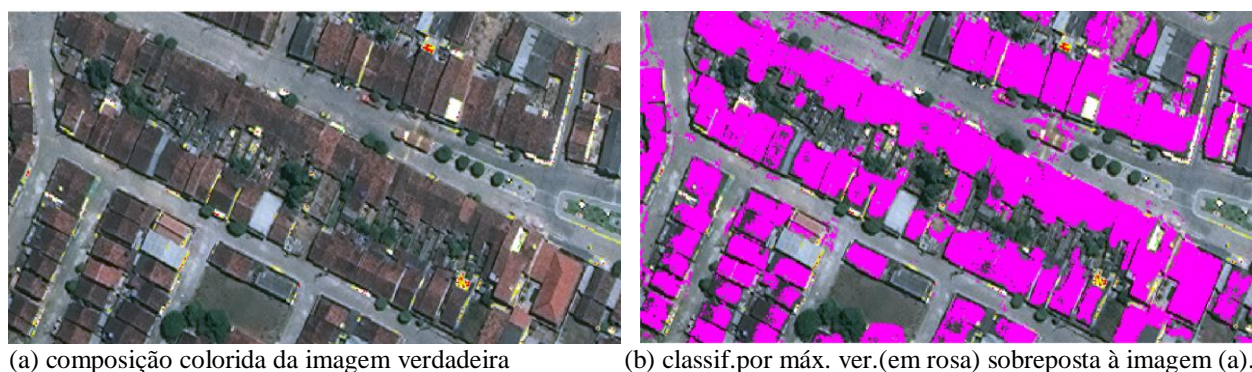 (a) composição colorida da imagem verdadeira
(b) classif.por máx. ver.(em rosa) sobreposta à imagem (a).